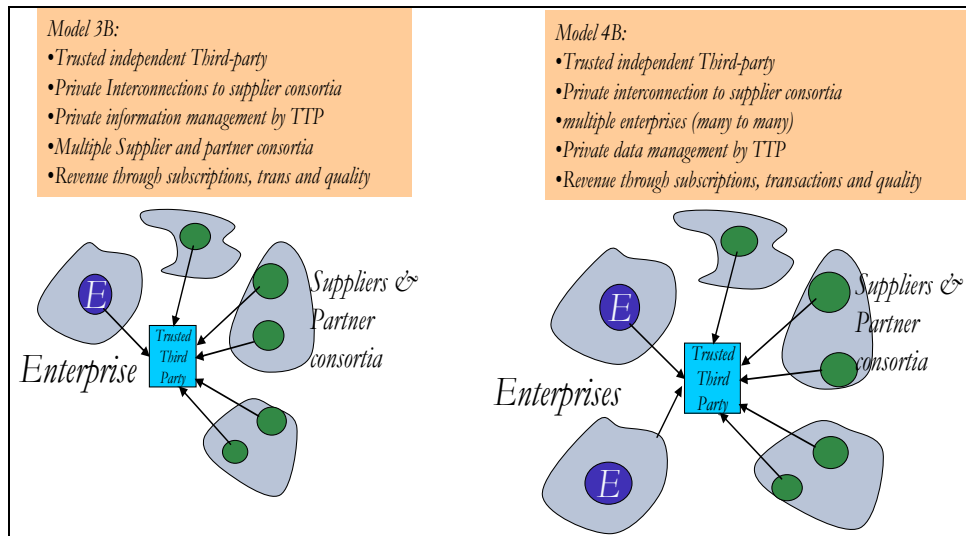 Model 3B:
•Trusted independent Third-party
•Private Interconnections to supplier consortia
•Private information management by TTP
•Multiple Supplier and partner consortia
•Revenue through subscriptions, trans and quality
E
Trusted
Third
Party
Enterprise
Suppliers &
Partner
consortia
Model 4B:
•Trusted independent Third-party
•Private interconnection to supplier consortia
•multiple enterprises (many to many)
•Private data management by TTP
•Revenue through subscriptions, transactions and quality
E
Suppliers &
Partner
consortia
Trusted
Third
Party
Enterprises
E